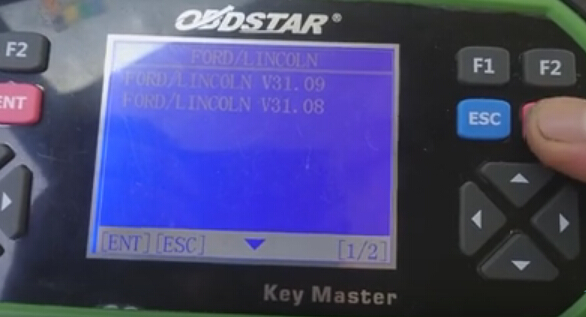 OBDSTAR®
F2
FORD/LINCOLN
F1
F2
FORD/LINCOLN V31.09
FORD/LINCOLN V31.08
ENT
ESC
[ENT] [ESC]
[1/2]
Key Master